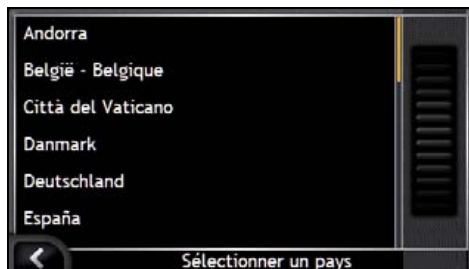 Andorra
België - Belgique
Città del Vaticano
Danmark
Deutschland
España
Sélectionner un pays